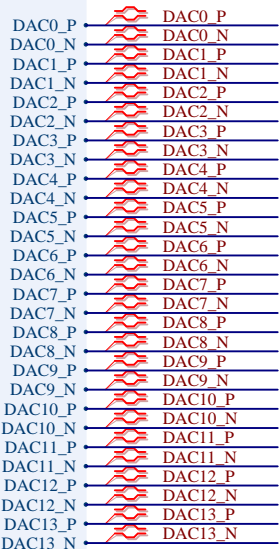 DAC0_P DAC0_P
DAC0_N DAC0_N
DAC1_P DAC1_P
DAC1_N DAC1_N
DAC2_P DAC2_P
DAC2_N DAC2_N
DAC3_P DAC3_P
DAC3_N DAC3_N
DAC4_P DAC4_P
DAC4_N DAC4_N
DAC5_P DAC5_P
DAC5_N DAC5_N
DAC6_P DAC6_P
DAC6_N DAC6_N
DAC7_P DAC7_P
DAC7_N DAC7_N
DAC8_P DAC8_P
DAC8_N DAC8_N
DAC9_P DAC9_P
DAC9_N DAC9_N
DAC10_P DAC10_P
DAC10_N DAC10_N
DAC11_P DAC11_P
DAC11_N DAC11_N
DAC12_P DAC12_P
DAC12_N DAC12_N
DAC13_P DAC13_P
DAC13_N DAC13_N